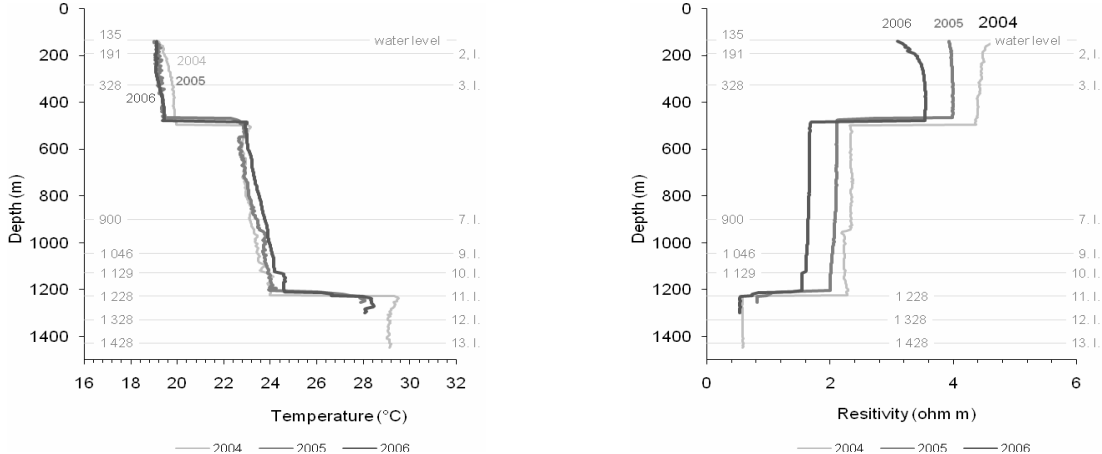 0
200
400
600
800
1000
1200
1400
Depth (m)
135
191
328
900
1 046
1 129
1 228
1 328
1 428
water level
2, I.
3. I.
7. I.
9. I.
10. I.
11. I.
12. I.
13. I.
2004
2005
2006
16 18 20 22 23 24 26 28 30 32
Temperature (°C)
2004 2005 2006
0
200
400
600
800
1000
1200
1400
Depth (m)
2006 2005 2004
135
191
328
900
1 046
1 129
1 228
1 328
1 428
water level
2, I.
3. I.
7. I.
9. I.
10. I.
11. I.
12. I.
13. I.
0 2 4 6
Resitivity (ohm m)
2004 2005 2006